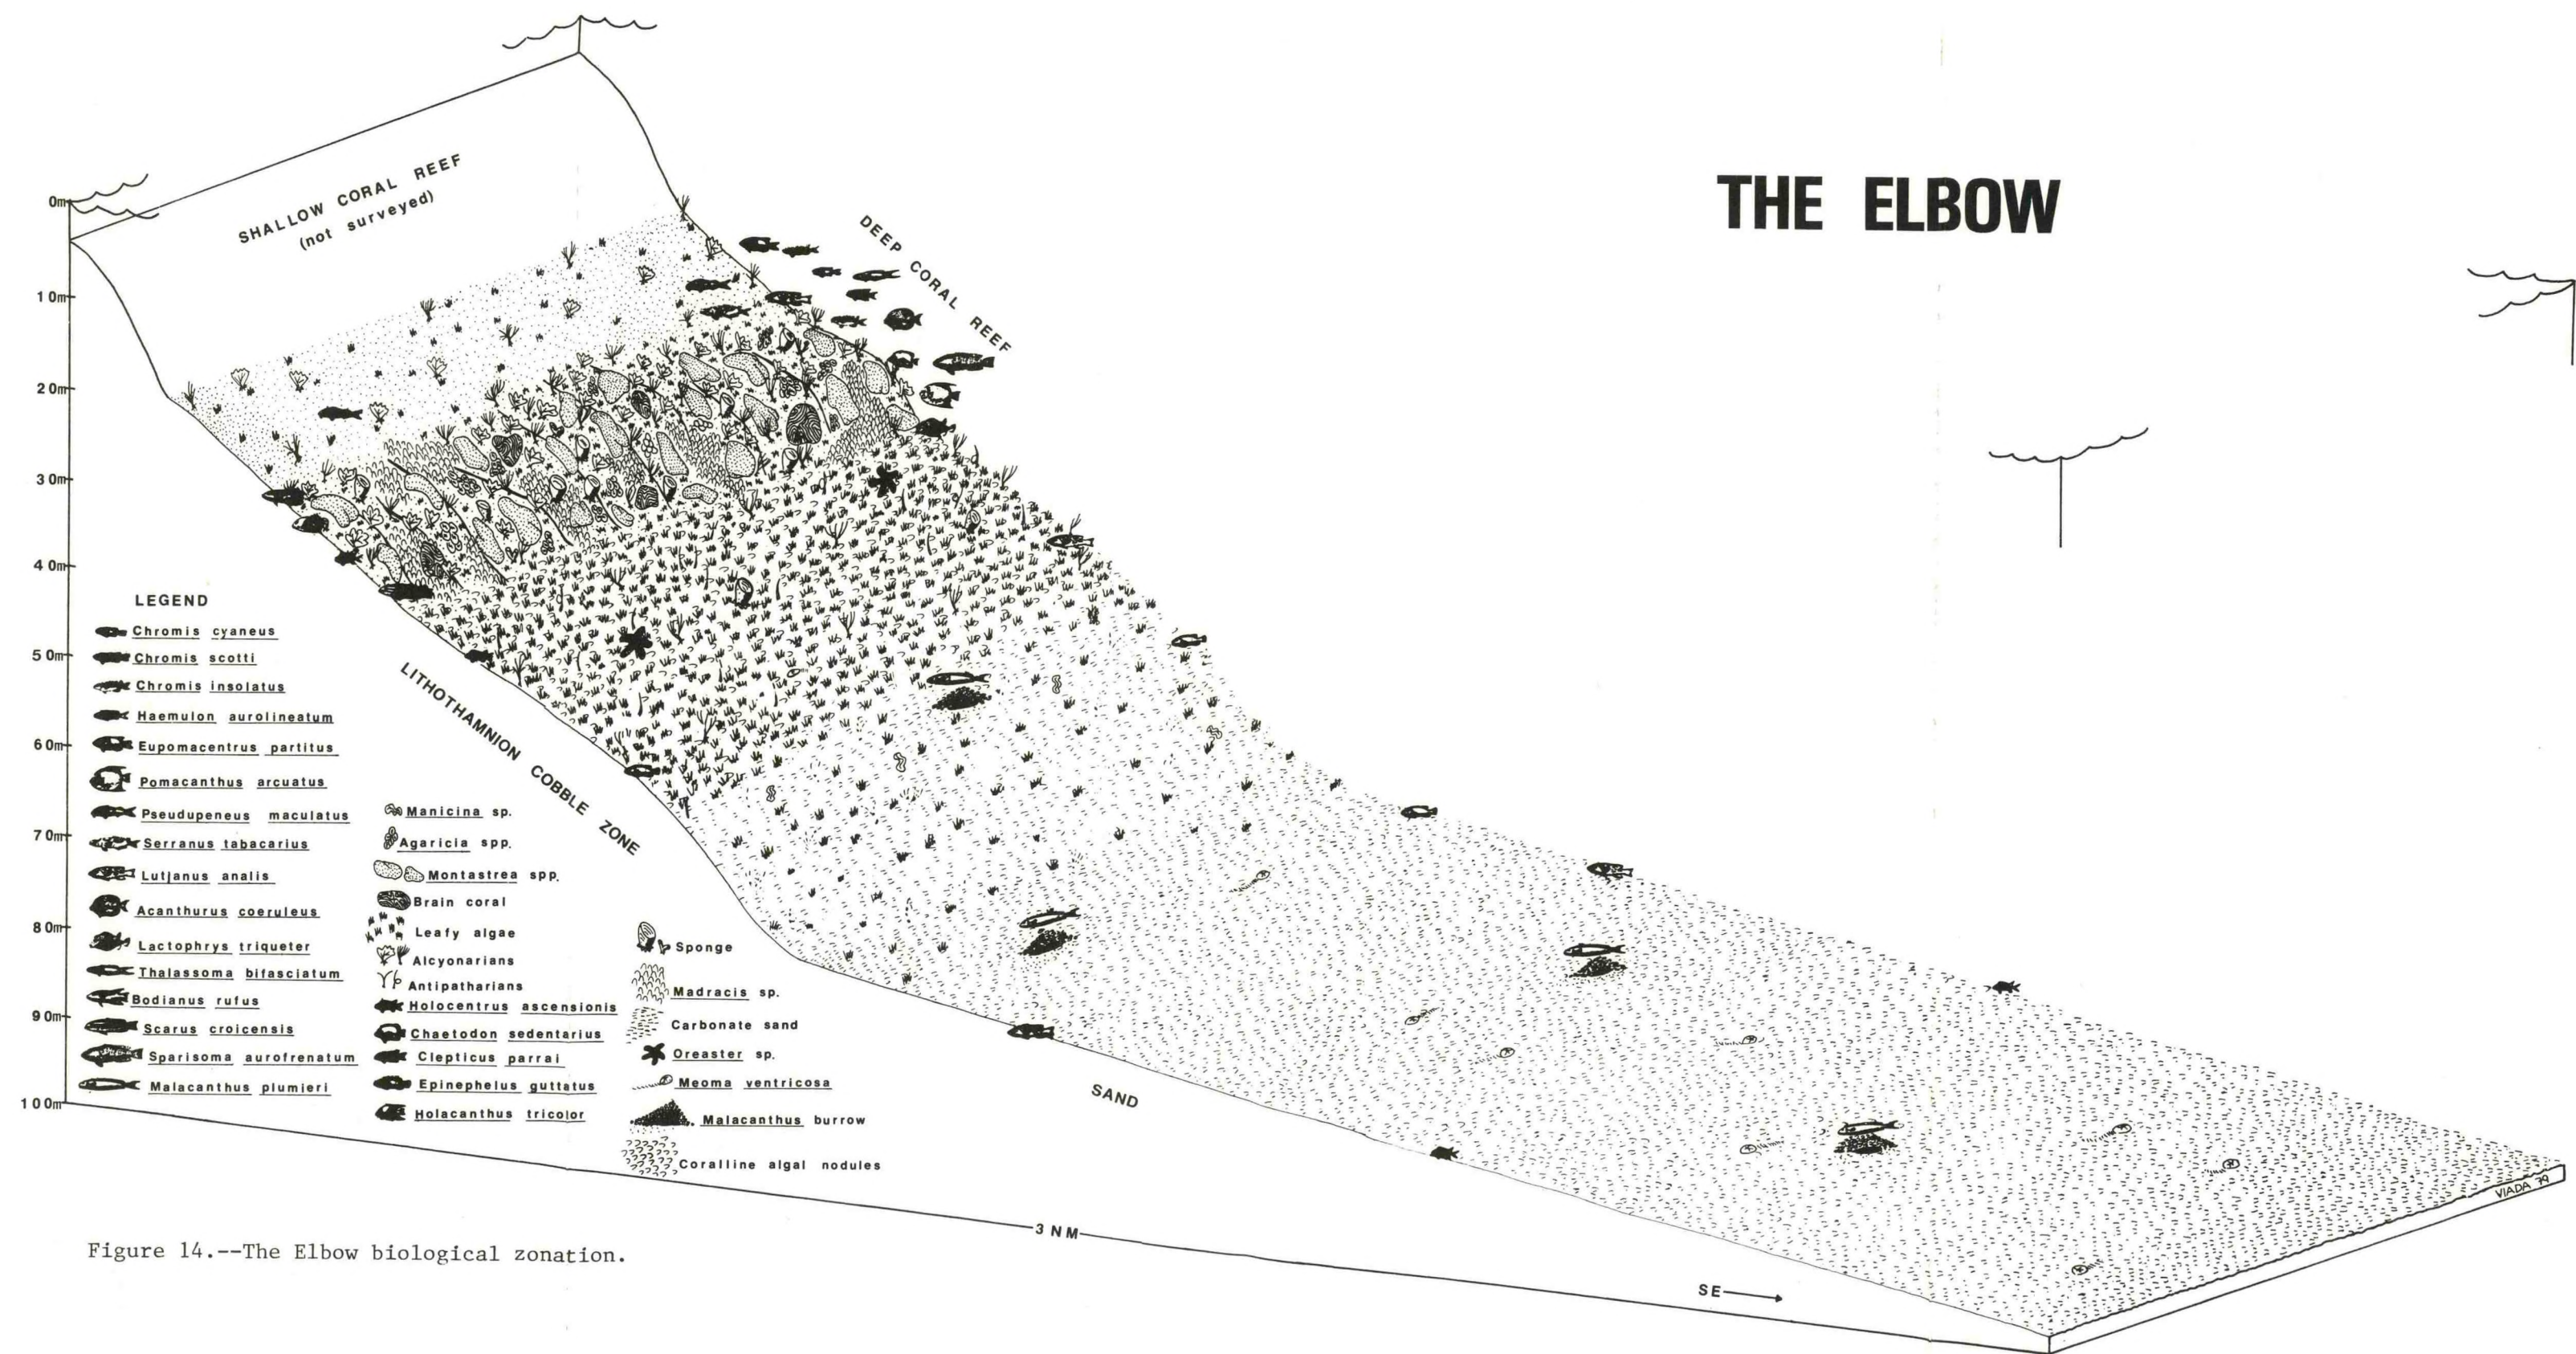 THE ELBOW
SHALLOW CORAL REEF
(not surveyed)
DEEP CORAL REEF
0m
10m
20m
30m
40m
50m
60m
70m
80m
90m
100m
LITHOTHAMNION COBBLE ZONE
SAND
LEGEND
Chromis cyaneus
Chromis scotti
Chromis insolatus
Haemulon aurolineatum
Eupomacentrus partitus
Pomacanthus arcuatus
Pseudupeneus maculatus
Serranus tabacarius
Lutjanus analis
Acanthurus coeruleus
Lactophrys triqueter
Thalassoma bifasciatum
Bodianus rufus
Scarus croicensis
Sparisoma aurofrenatum
Malacanthus plumieri
Manicina sp.
Agaricia spp.
Montastrea spp.
Brain coral
Leafy algae
Alcyonarians
Antipatharians
Holocentrus ascensionis
Chaetodon sedentarius
Clepticus parrai
Epinephelus guttatus
Holacanthus tricolor
Sponge
Madracis sp.
Carbonate sand
Oreaster sp.
Meoma ventricosa
Malacanthus burrow
Coralline algal nodules
3 NM
SE
VIADA 79
Figure 14.--The Elbow biological zonation.